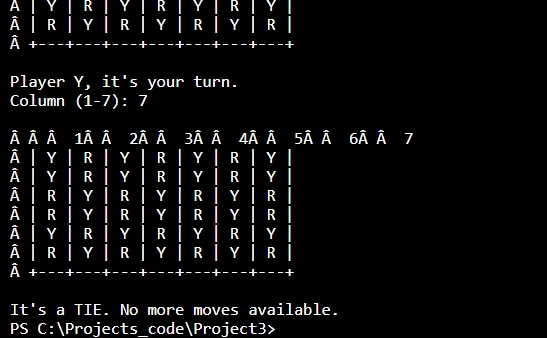 Â | Y | R | Y | R | Y | R | Y |
Â | R | Y | R | Y | R | Y | R |
Â +---+---+---+---+---+---+---+
Player Y, it's your turn.
Column (1-7): 7
Â Â Â  1Â Â  2Â Â  3Â Â  4Â Â  5Â Â  6Â Â  7
Â | Y | R | Y | R | Y | R | Y |
Â | Y | R | Y | R | Y | R | Y |
Â | R | Y | R | Y | R | Y | R |
Â | R | Y | R | Y | R | Y | R |
Â | Y | R | Y | R | Y | R | Y |
Â | R | Y | R | Y | R | Y | R |
Â +---+---+---+---+---+---+---+
It's a TIE. No more moves available.
PS C:\Projects_code\Project3>